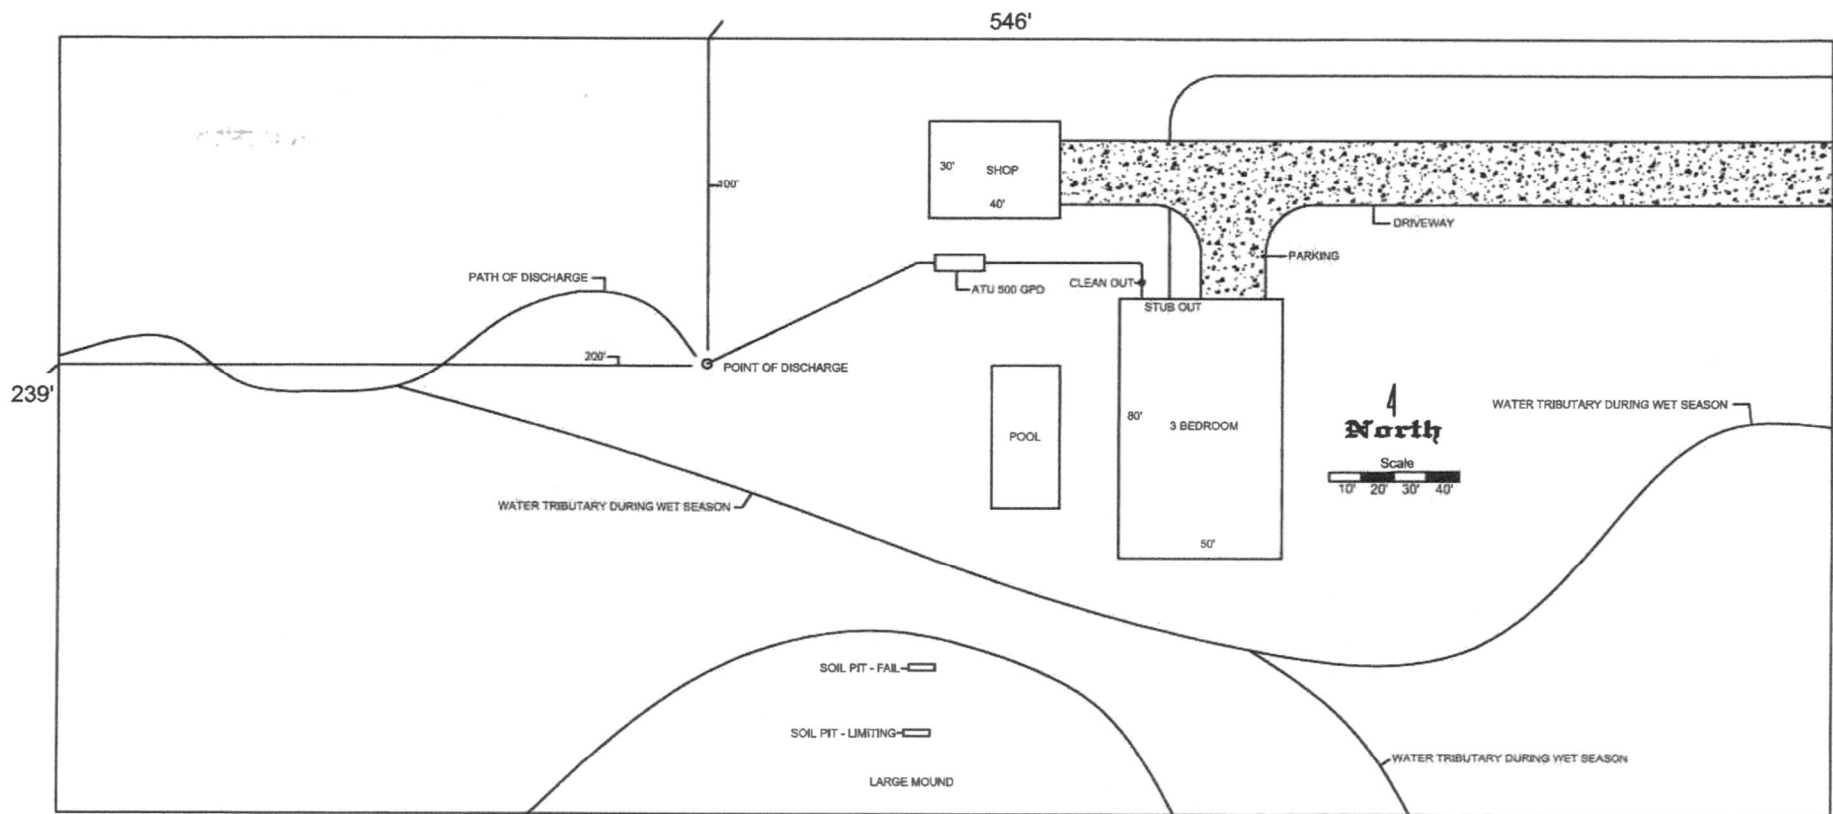 546'
100'
30'
SHOP
40'
DRIVEWAY
PARKING
PATH OF DISCHARGE
ATU 500 GPD
CLEAN OUT
STUB OUT
200'
POINT OF DISCHARGE
239'
WATER TRIBUTARY DURING WET SEASON
80'
3 BEDROOM
POOL
North
Scale
10' 20' 30' 40'
WATER TRIBUTARY DURING WET SEASON
50'
SOIL PIT - FAIL
SOIL PIT - LIMITING
WATER TRIBUTARY DURING WET SEASON
LARGE MOUND